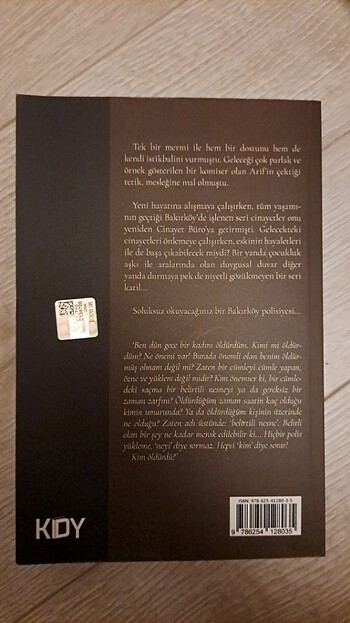 Tek bir mermi ile hem bir dostunu hem de
kendi istikbalini vurmuştu. Geleceği çok parlak ve
örnek gösterilen bir komiser olan Arif'in çektiği
tetik, mesleğine mal olmuştu.
Yeni hayatına alışmaya çalışırken, tüm yaşamı-
nın geçtiği Bakırköy'de işlenen seri cinayetler onu
yeniden Cinayet Büro'ya getirmişti. Gelecekteki
cinayetleri önlemeye çalışırken, eskinin hayaletleri
ile de başa çıkabilecek miydi? Bir yanda çocukluk
aşkı ile aralarında olan duygusal duvar diğer
yanda durmaya pek de niyetli gözükmeyen bir seri
katil...
Soluksuz okuyacağınız bir Bakırköy polisiyesi...
'Ben dün gece bir kadını öldürdüm. Kimi mi öldür-
düm? Ne önemi var! Burada önemli olan benim öldür-
müş olmam değil mi? Zaten bir cümleyi cümle yapan,
özne ve yüklem değil midir? Kim önemser ki, bir cümle-
deki saçma bir belirtili nesneyi ya da gereksiz bir
zaman zarfını? Öldürdüğüm zaman saatin kaç olduğu
kimin umurunda? Ya da öldürdüğüm kişinin üzerinde
ne olduğu? Zaten adı üstünde 'belirtili nesne'. Belirli
olan bir şey ne kadar merak edilebilir ki... Hiçbir polis
yükleme, 'neyi' diye sormaz. Hepsi 'kim' diye sorar!
Kim öldürdü?'
ISBN: 978-625-41280-3-5
9 786254 128035
KDY